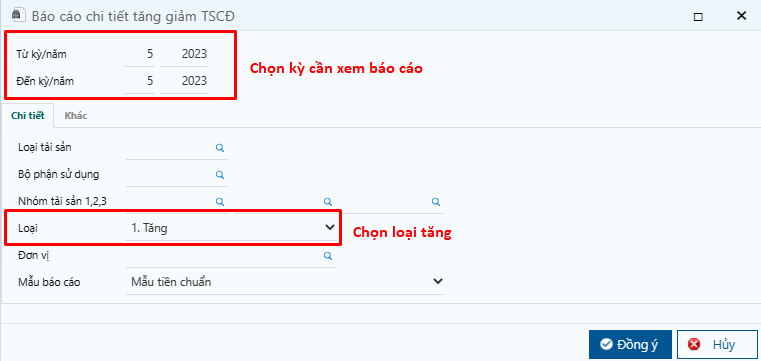 Báo cáo chi tiết tăng giảm TSCĐ
Từ kỳ/năm 5 2023
Đến kỳ/năm 5 2023
Chọn kỳ cần xem báo cáo
Chi tiết Khác
Loại tài sản
Bộ phận sử dụng
Nhóm tài sản 1,2,3
Loại 1. Tăng
Chọn loại tăng
Đơn vị
Mẫu báo cáo Mẫu tiền chuẩn
Đồng ý Hủy